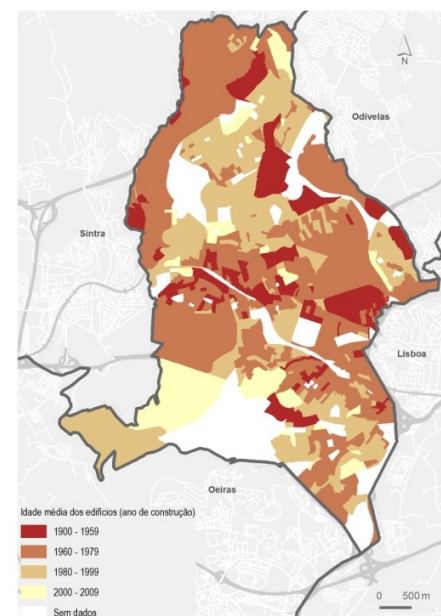 N
Odivelas
Sintra
Lisboa
Oeiras
Idade média dos edifícios (ano de construção)
1900 - 1959
1960 - 1979
1980 - 1999
2000 - 2009
Sem dados
0 500 m